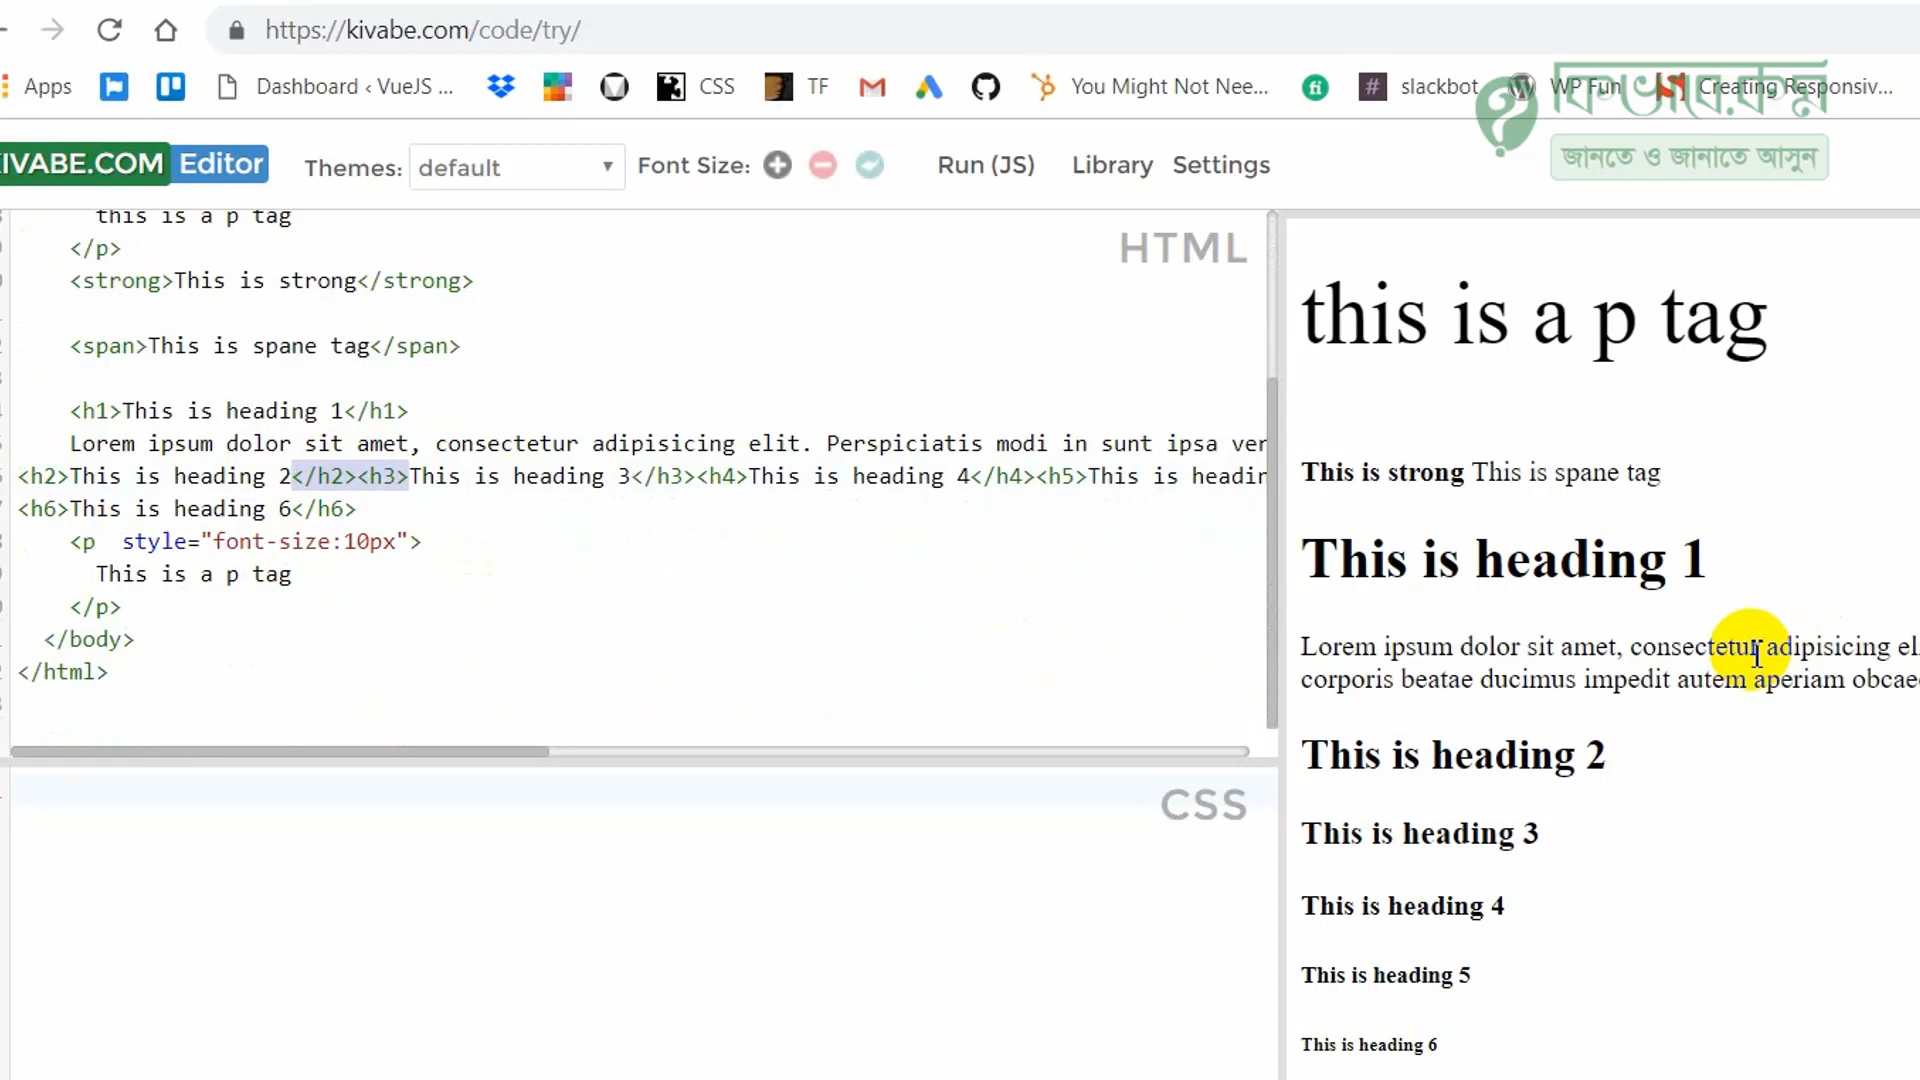 https://kivabe.com/code/try/
Apps
Dashboard ‹ VueJS ...
CSS
TF
You Might Not Nee...
slackbot
WP Fun
Creating Responsiv...
কিভাবে.কম
জানতে ও জানাতে আসুন
KIVABE.COM Editor
Themes: default
Font Size:
Run (JS)
Library
Settings
HTML
this is a p tag
</p>
<strong>This is strong</strong>
<span>This is spane tag</span>
<h1>This is heading 1</h1>
Lorem ipsum dolor sit amet, consectetur adipisicing elit. Perspiciatis modi in sunt ipsa ver
<h2>This is heading 2</h2><h3>This is heading 3</h3><h4>This is heading 4</h4><h5>This is headin
<h6>This is heading 6</h6>
<p  style="font-size:10px">
This is a p tag
</p>
</body>
</html>
CSS
this is a p tag
This is strong This is spane tag
This is heading 1
Lorem ipsum dolor sit amet, consectetur adipisicing el
corporis beatae ducimus impedit autem aperiam obcae
This is heading 2
This is heading 3
This is heading 4
This is heading 5
This is heading 6